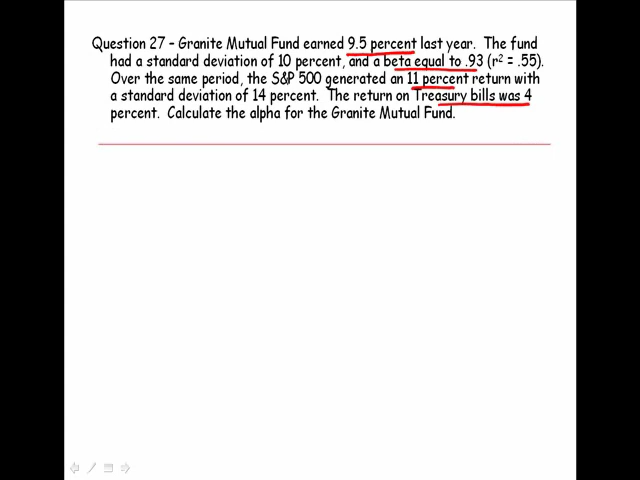 Question 27 – Granite Mutual Fund earned 9.5 percent last year. The fund
had a standard deviation of 10 percent, and a beta equal to .93 (r² = .55).
Over the same period, the S&P 500 generated an 11 percent return with
a standard deviation of 14 percent. The return on Treasury bills was 4
percent. Calculate the alpha for the Granite Mutual Fund.